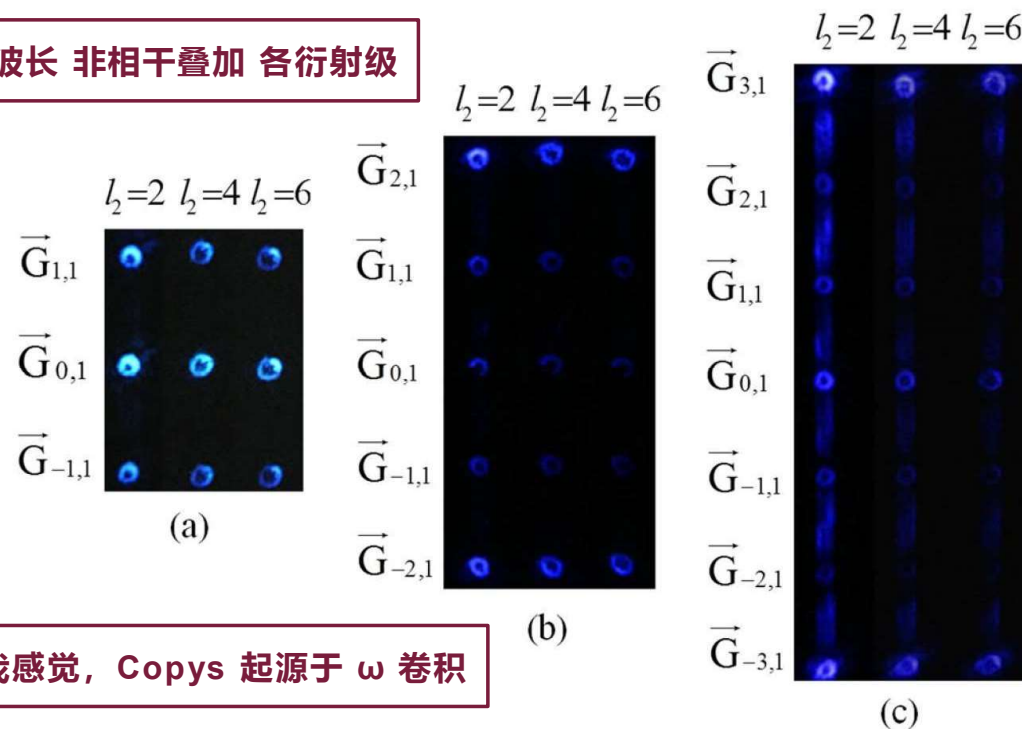 波长 非相干叠加 各衍射级
l₂=2 l₂=4 l₂=6
G₁,₁
G₀,₁
G₋₁,₁
(a)
l₂=2 l₂=4 l₂=6
G₂,₁
G₁,₁
G₀,₁
G₋₁,₁
G₋₂,₁
(b)
l₂=2 l₂=4 l₂=6
G₃,₁
G₂,₁
G₁,₁
G₀,₁
G₋₁,₁
G₋₂,₁
G₋₃,₁
(c)
我感觉，Copys 起源于 ω 卷积